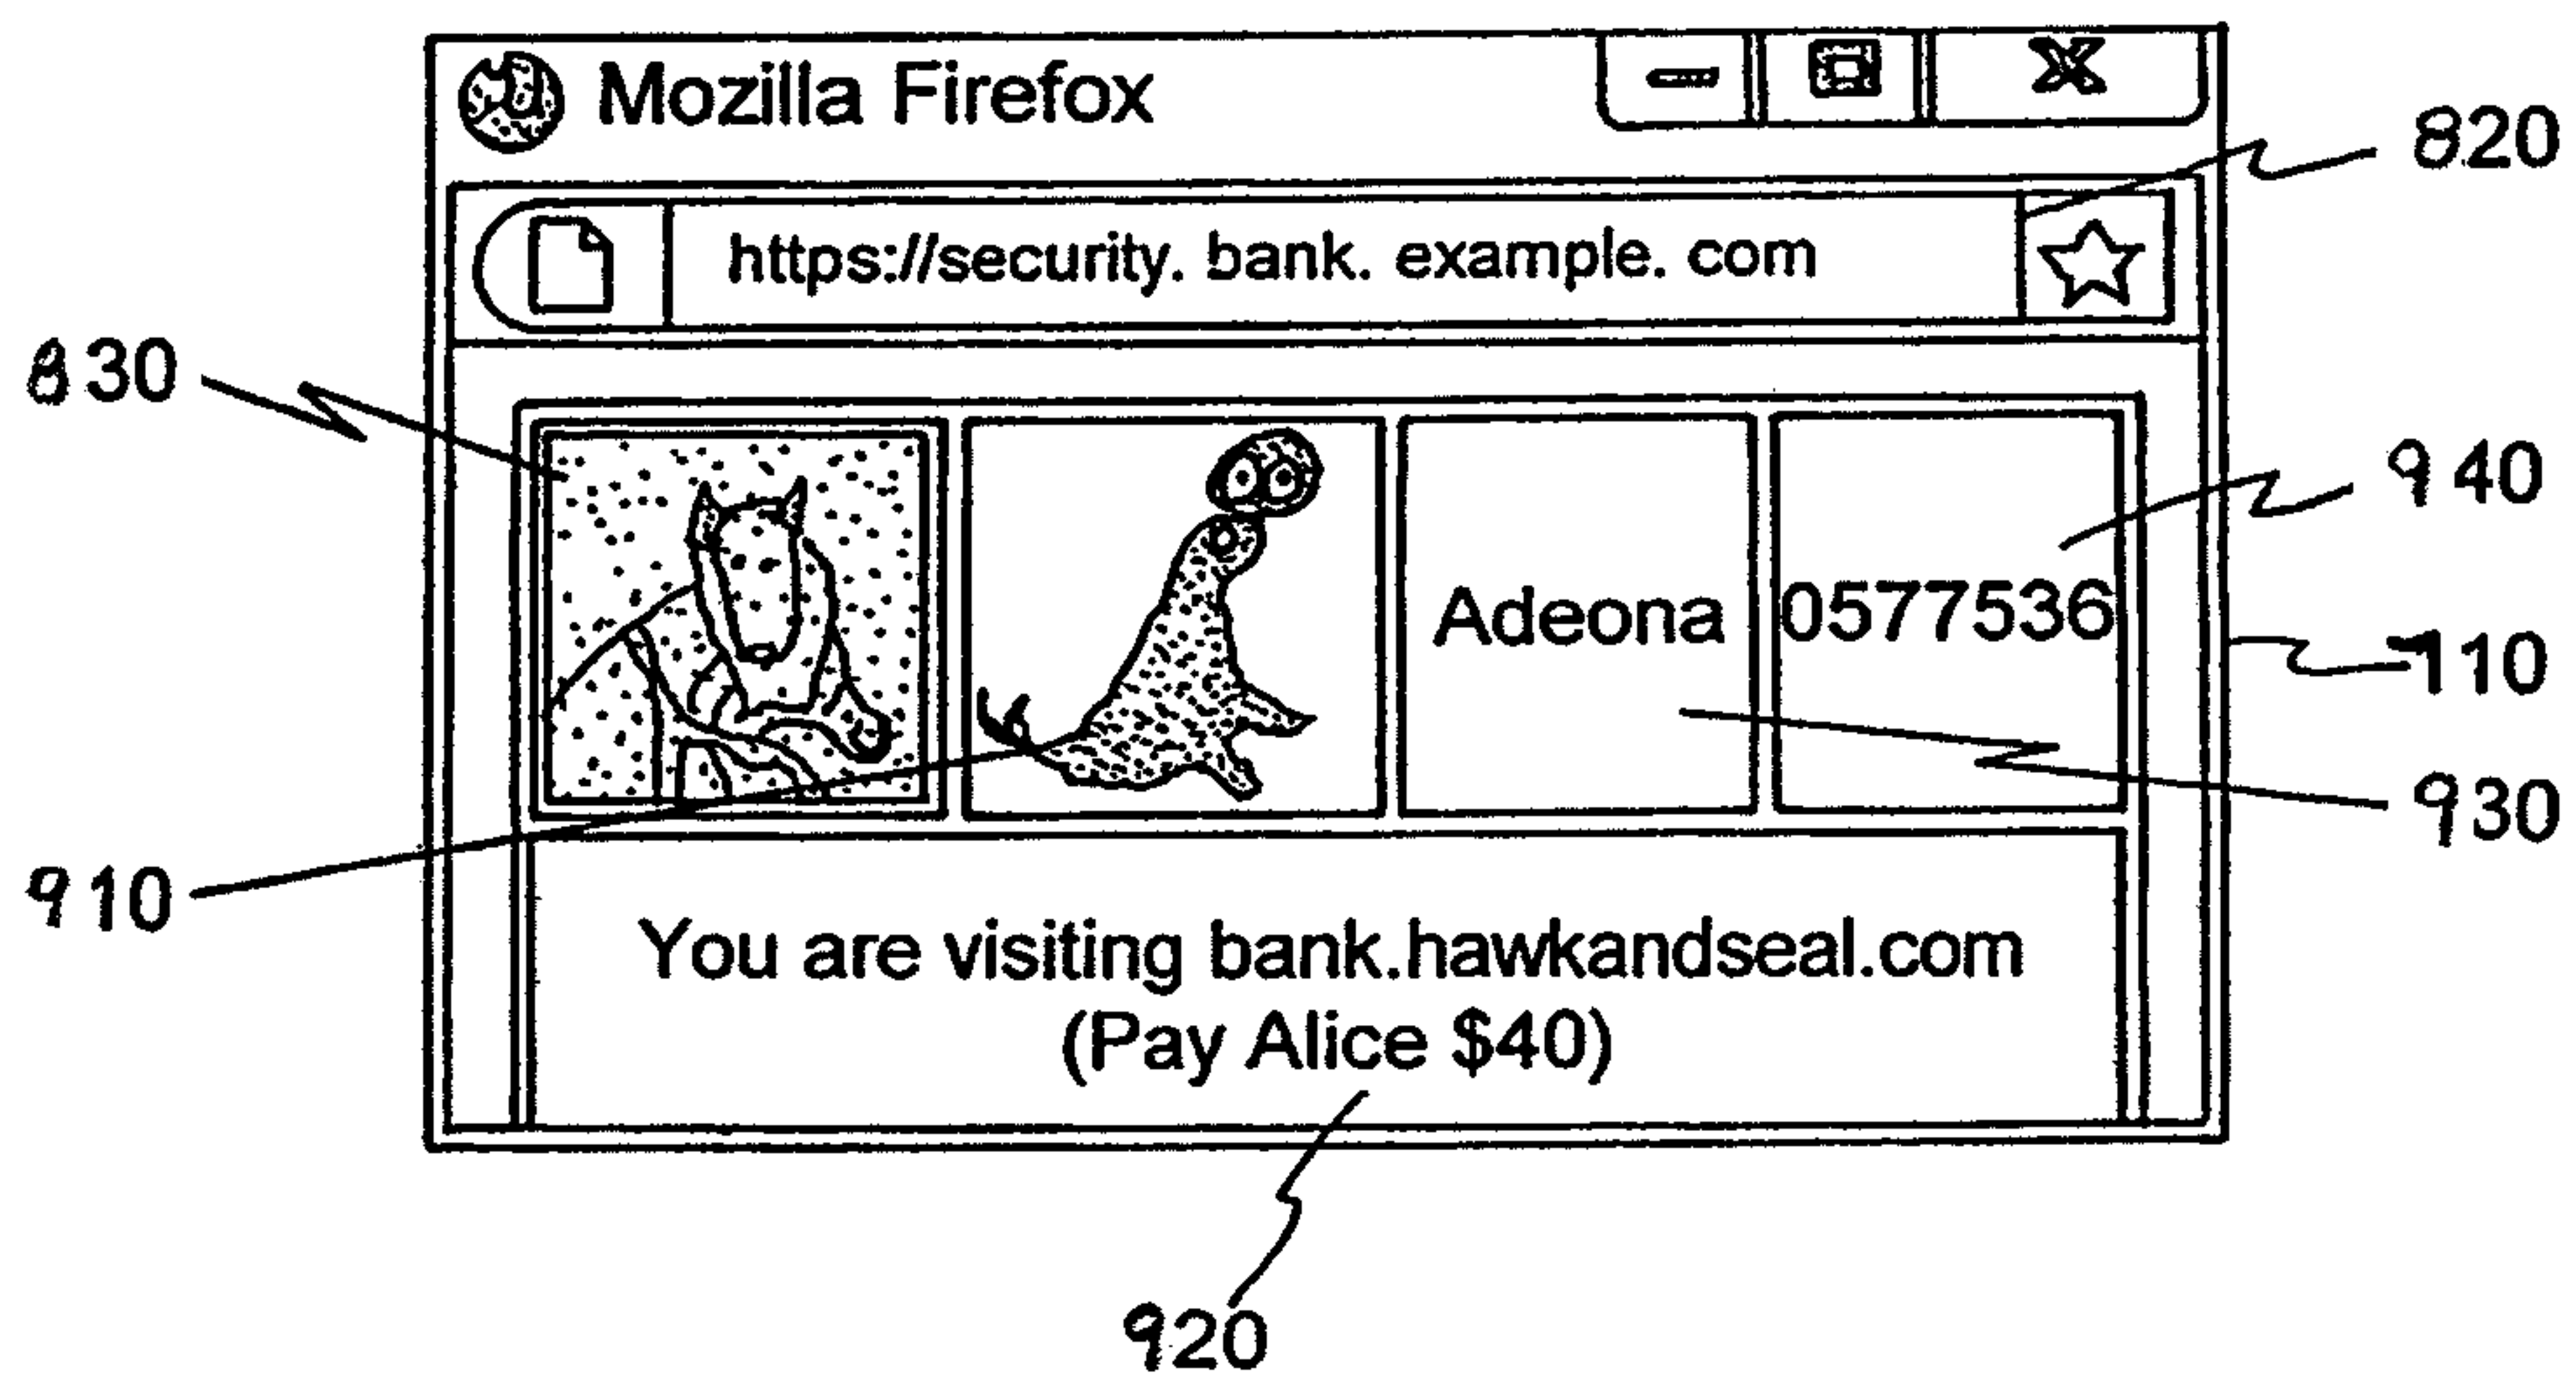 Mozilla Firefox
820
https://security. bank. example. com
830
940
Adeona
0577536
710
930
910
You are visiting bank.hawkandseal.com
(Pay Alice $40)
920